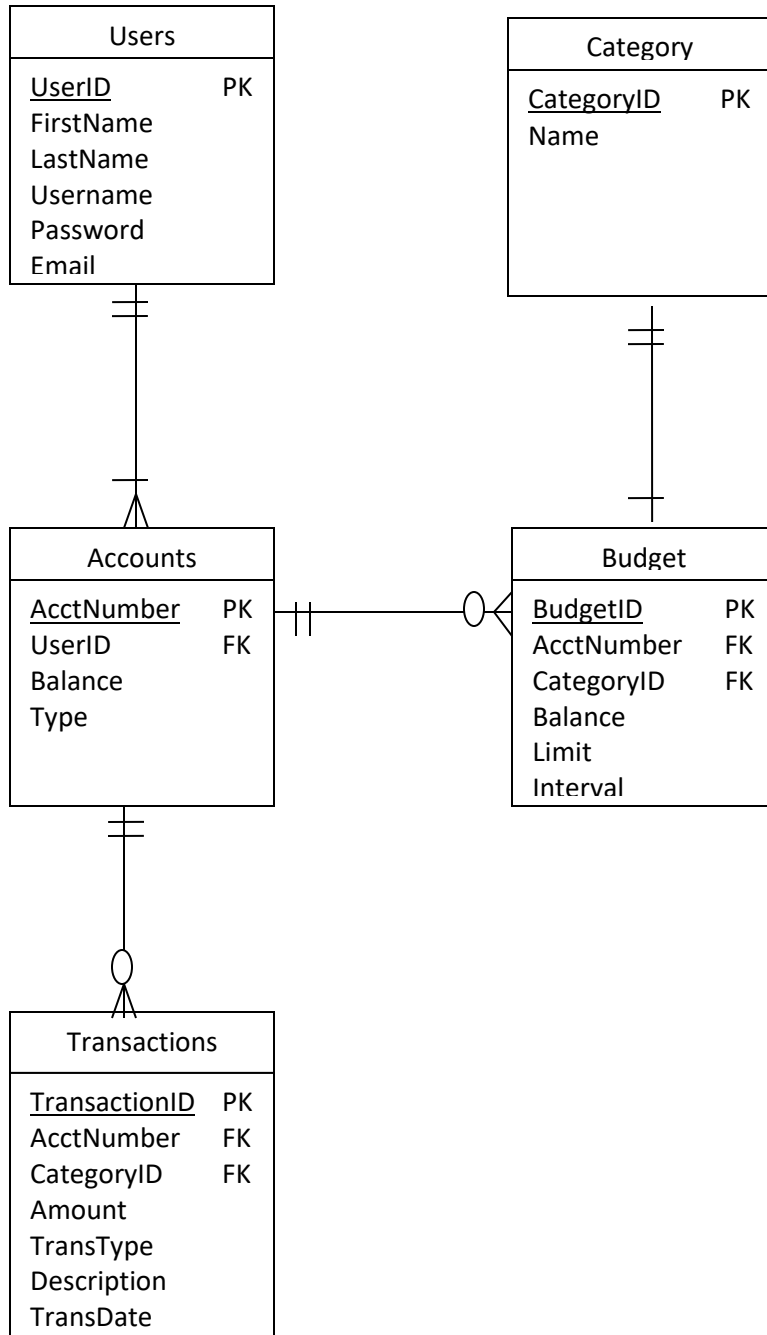 Users
UserID PK
FirstName
LastName
Username
Password
Email
Category
CategoryID PK
Name
Accounts
AcctNumber PK
UserID FK
Balance
Type
Budget
BudgetID PK
AcctNumber FK
CategoryID FK
Balance
Limit
Interval
Transactions
TransactionID PK
AcctNumber FK
CategoryID FK
Amount
TransType
Description
TransDate